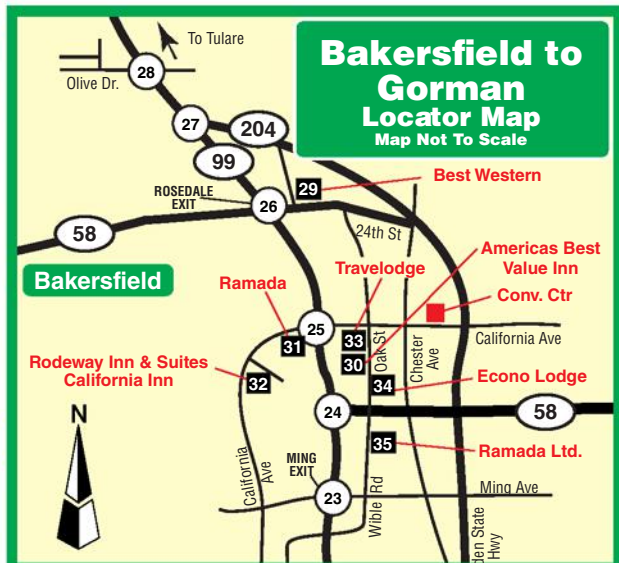 Bakersfield to
Gorman
Locator Map
Map Not To Scale
To Tulare
28
Olive Dr.
27
204
99
29
Best Western
ROSEDALE
EXIT
26
24th St
58
Bakersfield
Americas Best
Value Inn
Travelodge
Ramada
Conv. Ctr
25
33
31
30
Oak St
Chester
Ave
California Ave
Rodeway Inn & Suites
California Inn
32
34
Econo Lodge
24
58
N
35
Ramada Ltd.
California
Ave
MING
EXIT
23
Wible Rd
Ming Ave
den State
Hwy